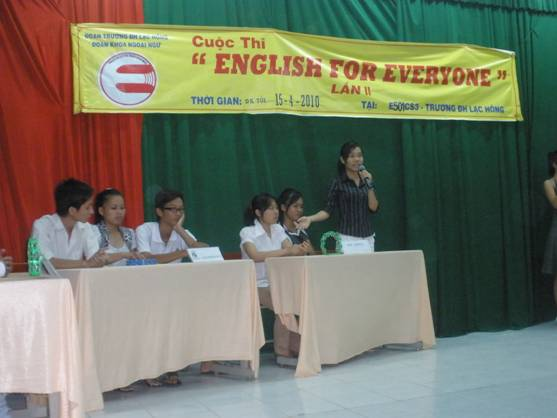 ĐOÀN TRƯỜNG ĐH LẠC HỒNG
ĐOÀN KHOA NGOẠI NGỮ
Cuộc Thi
“ ENGLISH FOR EVERYONE ”
LẦN II
THỜI GIAN: 15-4-2010 TẠI: E501CS3 - TRƯỜNG ĐH LẠC HỒNG